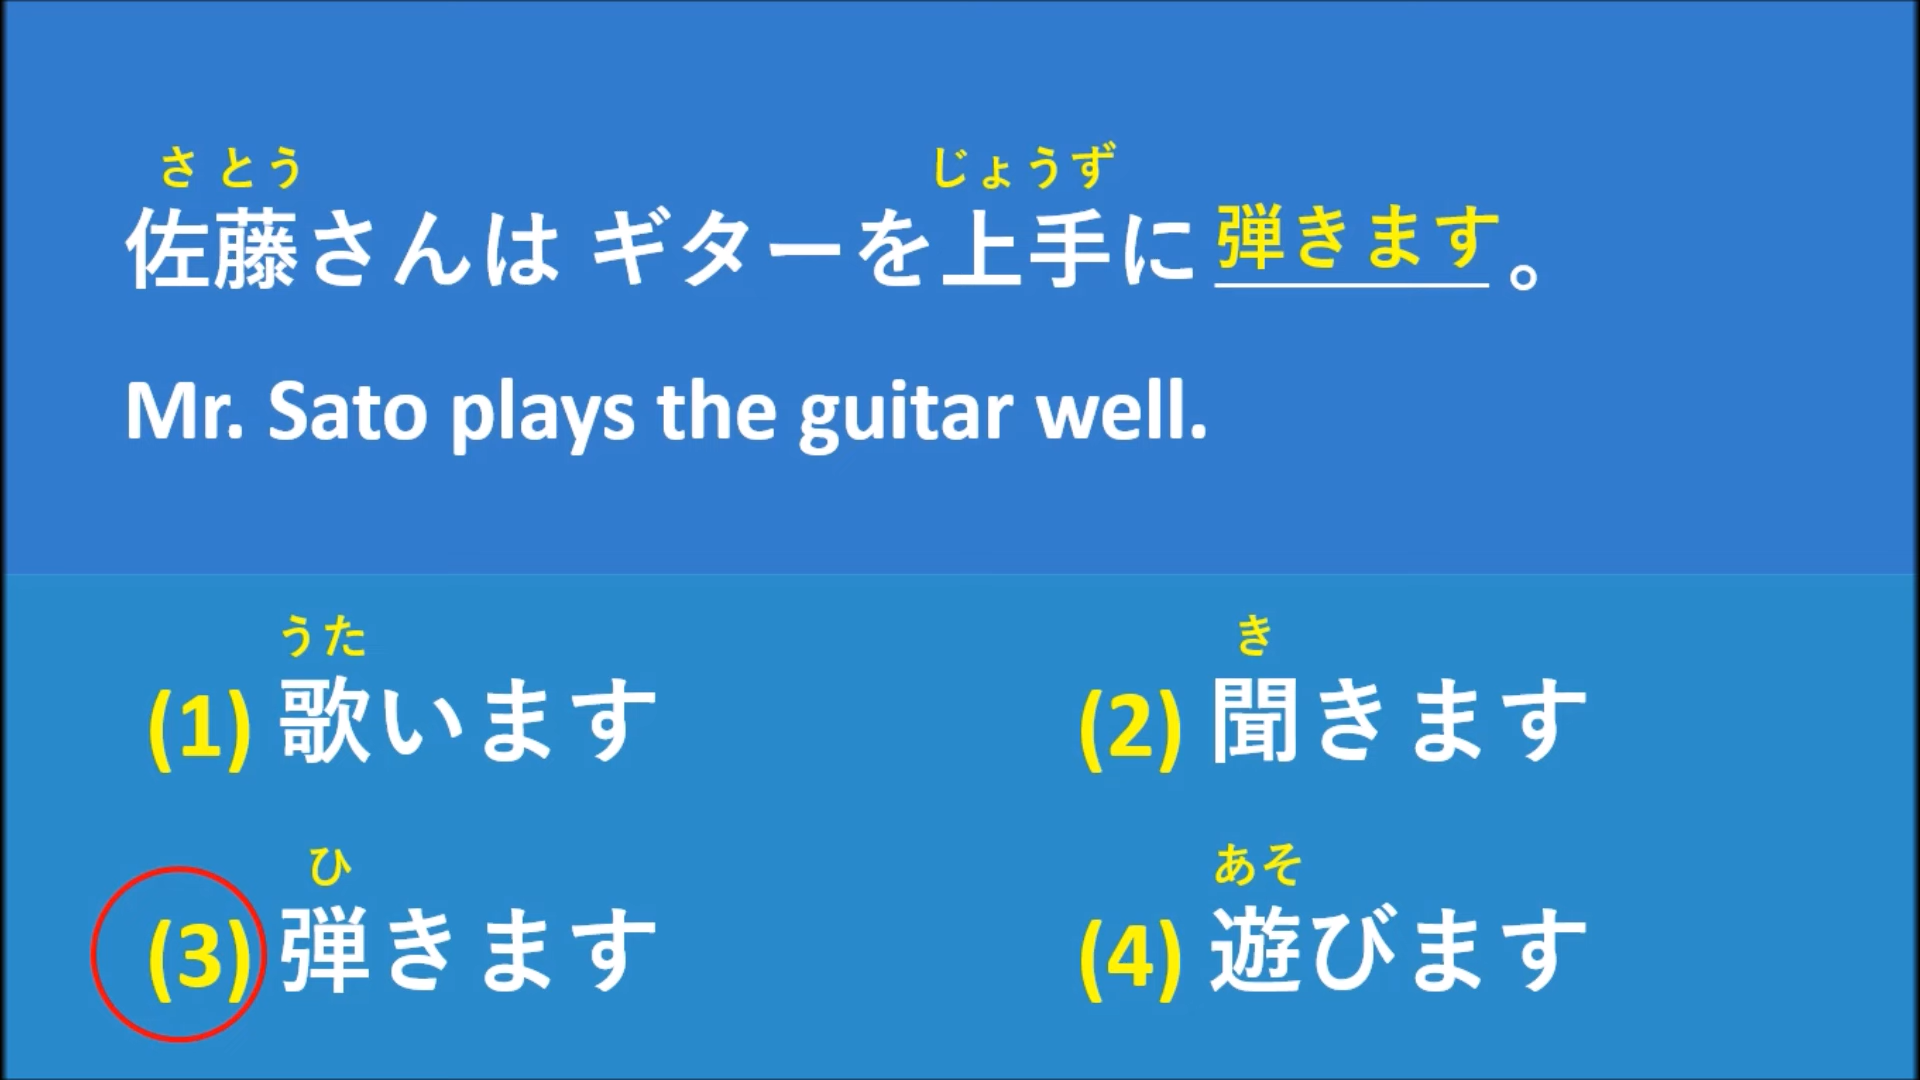 さとう じょうず
佐藤さんは ギターを上手に 弾きます。
Mr. Sato plays the guitar well.
うた
(1) 歌います
き
(2) 聞きます
ひ
(3) 弾きます
あそ
(4) 遊びます